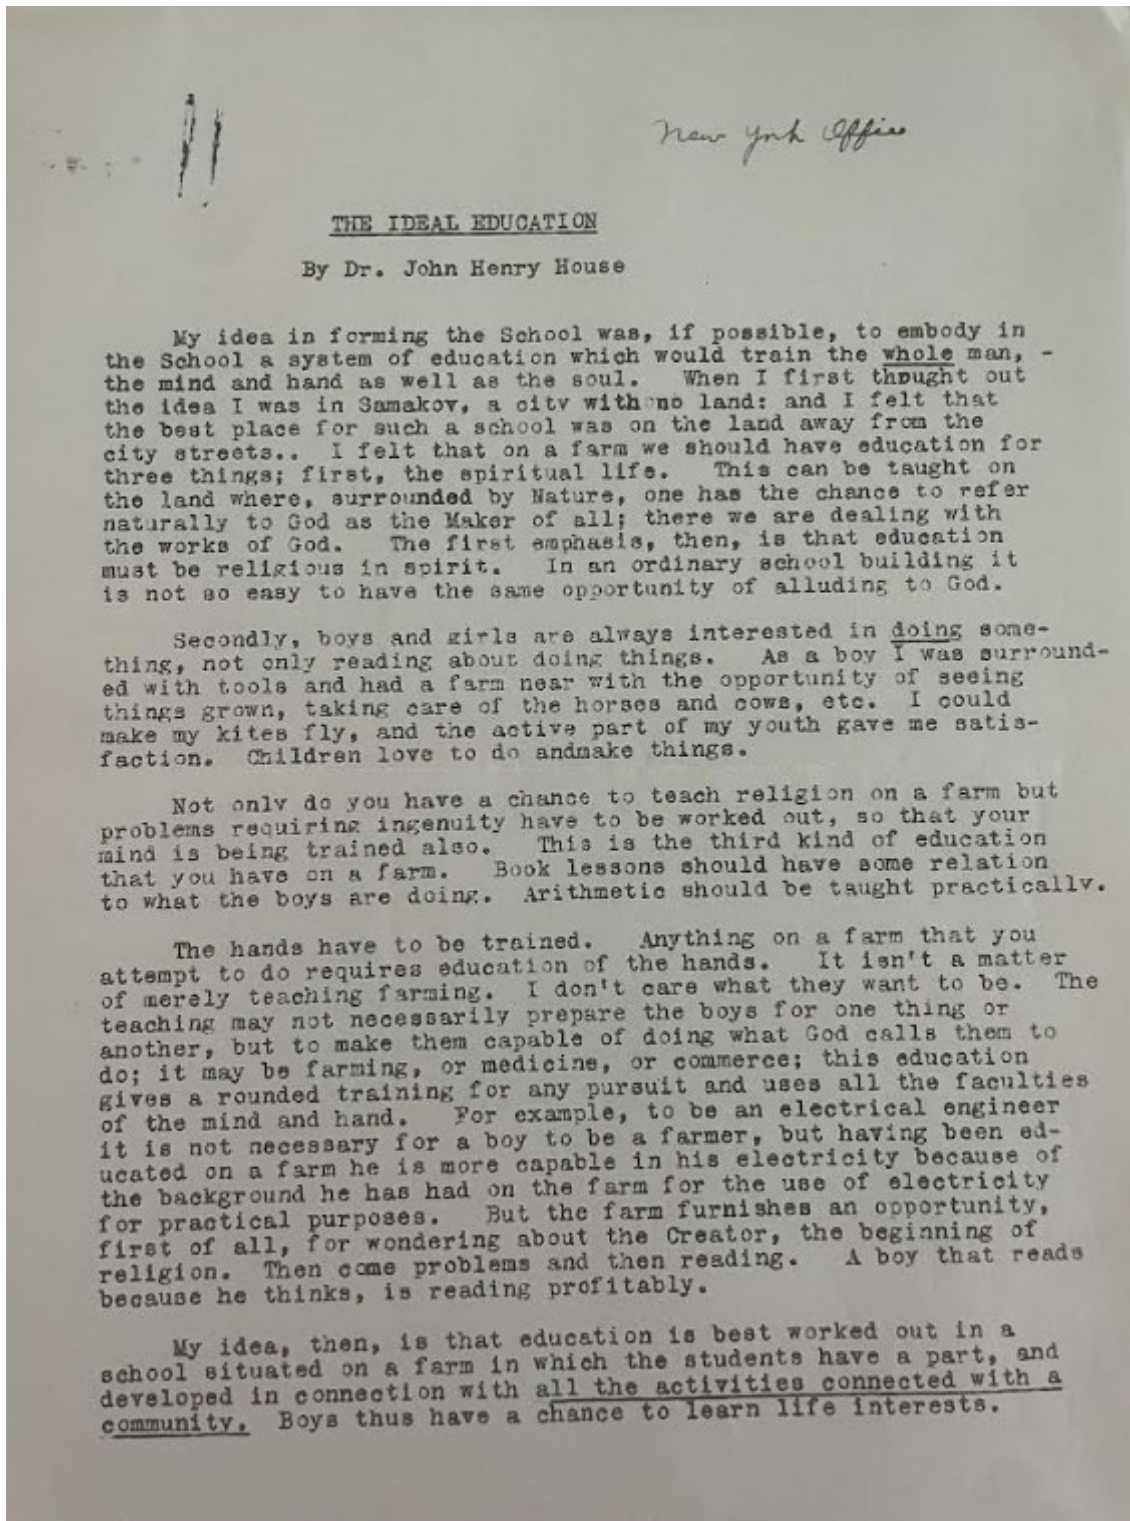 New York Office
THE IDEAL EDUCATION
By Dr. John Henry House
My idea in forming the School was, if possible, to embody in
the School a system of education which would train the whole man, -
the mind and hand as well as the soul. When I first thought out
the idea I was in Samakov, a city with no land: and I felt that
the best place for such a school was on the land away from the
city streets.. I felt that on a farm we should have education for
three things; first, the spiritual life. This can be taught on
the land where, surrounded by Nature, one has the chance to refer
naturally to God as the Maker of all; there we are dealing with
the works of God. The first emphasis, then, is that education
must be religious in spirit. In an ordinary school building it
is not so easy to have the same opportunity of alluding to God.
Secondly, boys and girls are always interested in doing some-
thing, not only reading about doing things. As a boy I was surround-
ed with tools and had a farm near with the opportunity of seeing
things grown, taking care of the horses and cows, etc. I could
make my kites fly, and the active part of my youth gave me satis-
faction. Children love to do andmake things.
Not only do you have a chance to teach religion on a farm but
problems requiring ingenuity have to be worked out, so that your
mind is being trained also. This is the third kind of education
that you have on a farm. Book lessons should have some relation
to what the boys are doing. Arithmetic should be taught practically.
The hands have to be trained. Anything on a farm that you
attempt to do requires education of the hands. It isn't a matter
of merely teaching farming. I don't care what they want to be. The
teaching may not necessarily prepare the boys for one thing or
another, but to make them capable of doing what God calls them to
do; it may be farming, or medicine, or commerce; this education
gives a rounded training for any pursuit and uses all the faculties
of the mind and hand. For example, to be an electrical engineer
it is not necessary for a boy to be a farmer, but having been ed-
ucated on a farm he is more capable in his electricity because of
the background he has had on the farm for the use of electricity
for practical purposes. But the farm furnishes an opportunity,
first of all, for wondering about the Creator, the beginning of
religion. Then come problems and then reading. A boy that reads
because he thinks, is reading profitably.
My idea, then, is that education is best worked out in a
school situated on a farm in which the students have a part, and
developed in connection with all the activities connected with a
community. Boys thus have a chance to learn life interests.